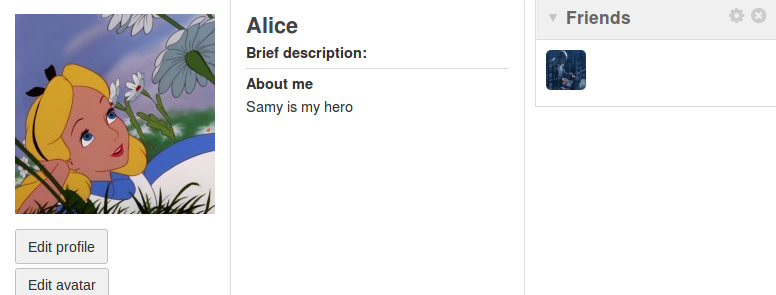 Alice
Brief description:
About me
Samy is my hero
Friends
Edit profile
Edit avatar